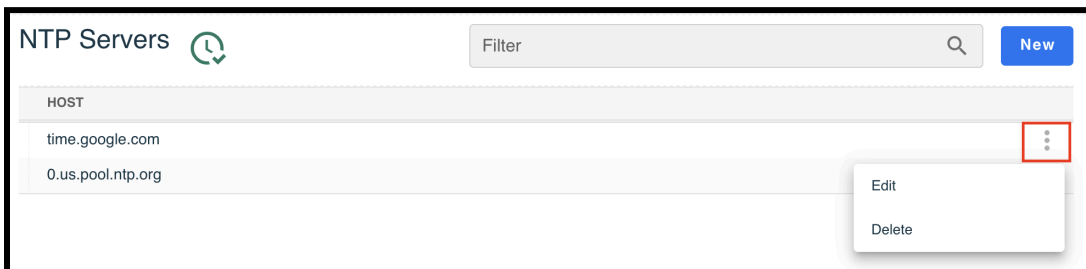 NTP Servers
Filter
New
HOST
time.google.com
0.us.pool.ntp.org
Edit
Delete